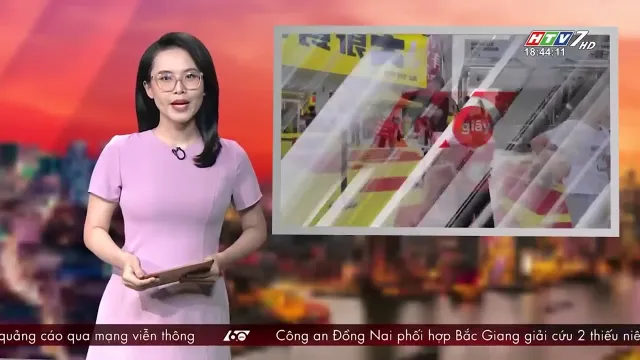 HTV7 HD
18:44:11
giấy
quảng cáo qua mạng viễn thông
Công an Đồng Nai phối hợp Bắc Giang giải cứu 2 thiếu niê